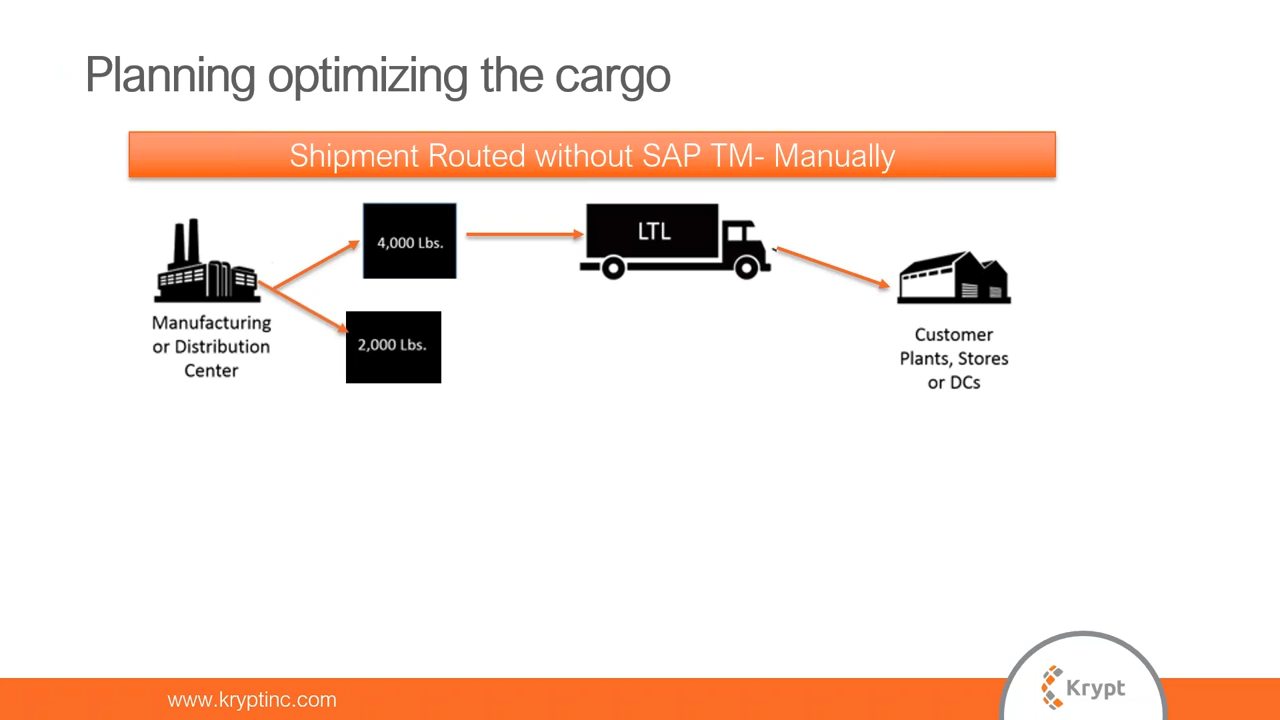 Planning optimizing the cargo
Shipment Routed without SAP TM- Manually
4,000 Lbs.
LTL
Manufacturing
or Distribution
Center
2,000 Lbs.
Customer
Plants, Stores
or DCs
www.kryptinc.com
Krypt